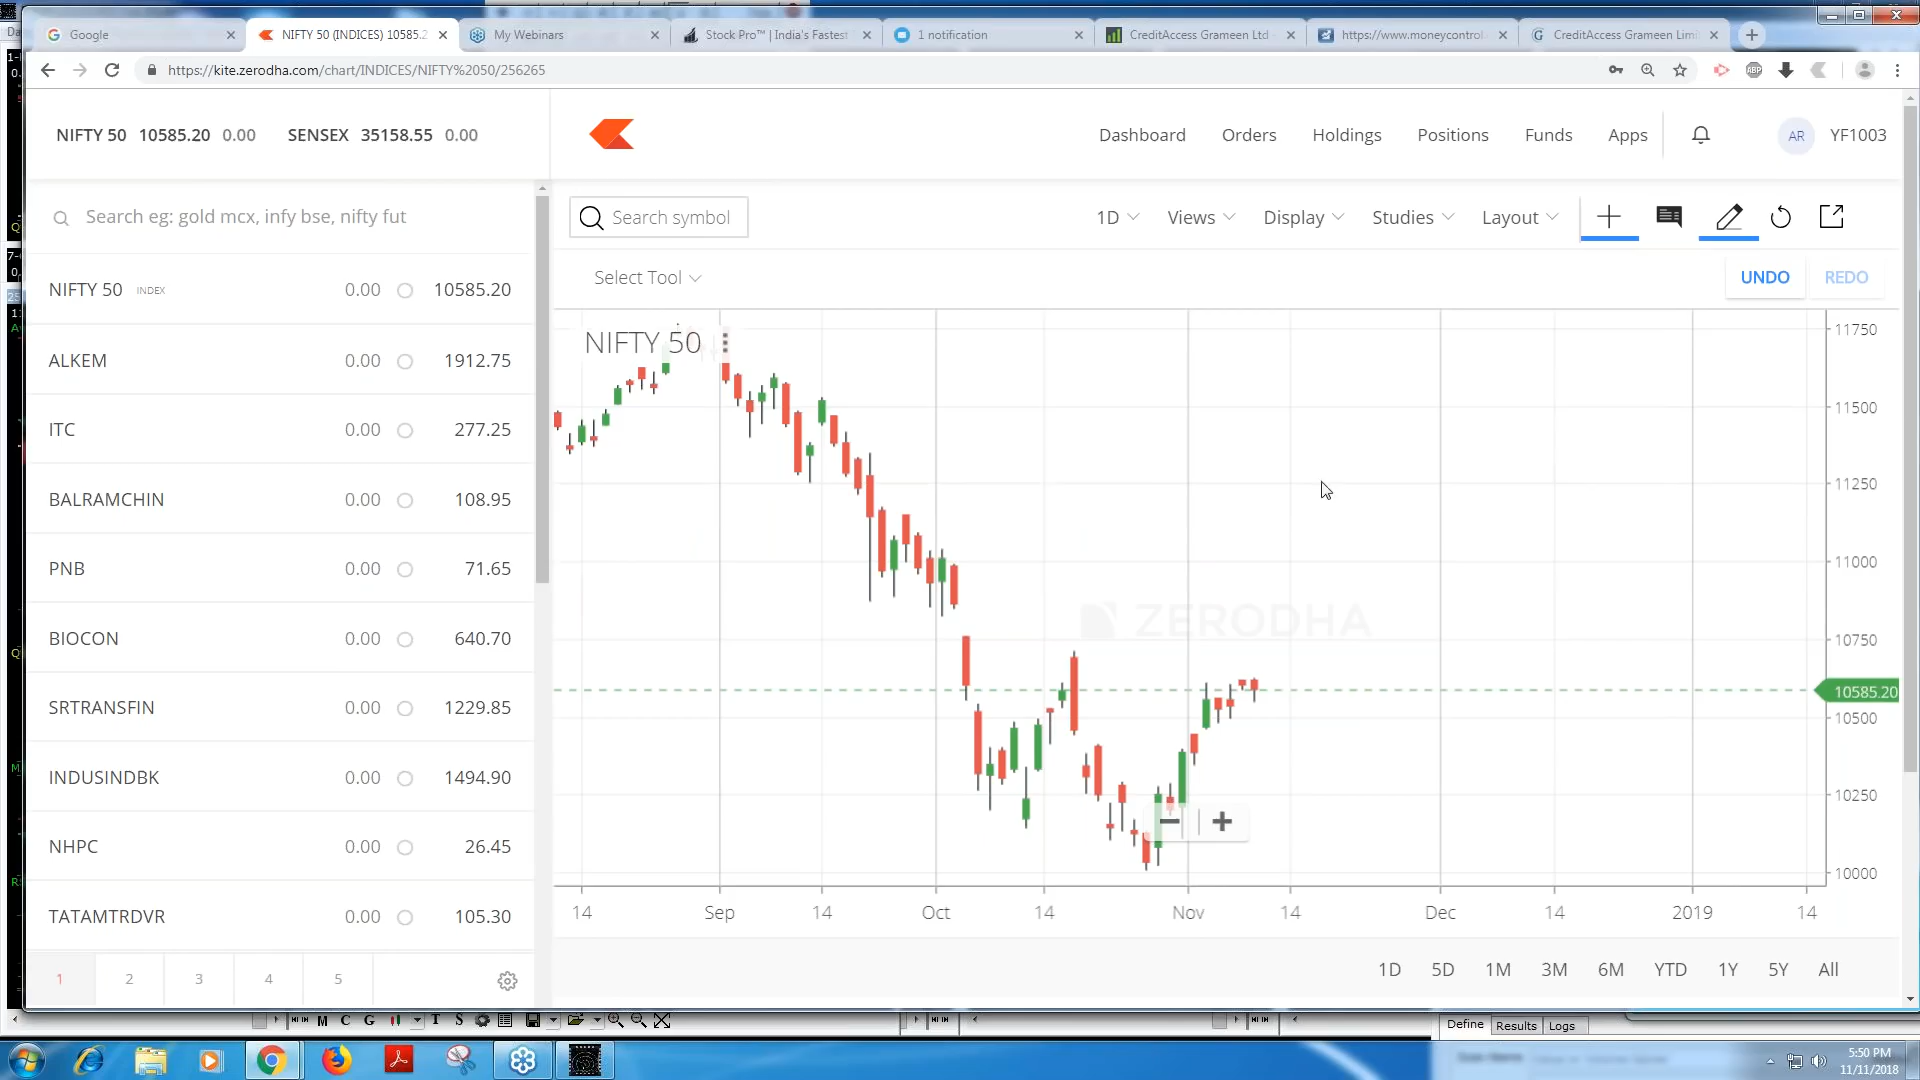 Google
NIFTY 50 (INDICES) 10585.2
My Webinars
Stock Pro™ | India's Fastest
1 notification
CreditAccess Grameen Ltd -
https://www.moneycontrol
CreditAccess Grameen Limi
https://kite.zerodha.com/chart/INDICES/NIFTY%2050/256265
ABP
NIFTY 50 10585.20 0.00 SENSEX 35158.55 0.00
Dashboard Orders Holdings Positions Funds Apps AR YF1003
Search eg: gold mcx, infy bse, nifty fut
Search symbol 1D Views Display Studies Layout
Select Tool UNDO REDO
NIFTY 50 INDEX 0.00 10585.20
ALKEM 0.00 1912.75
ITC 0.00 277.25
BALRAMCHIN 0.00 108.95
PNB 0.00 71.65
BIOCON 0.00 640.70
SRTRANSFIN 0.00 1229.85
INDUSINDBK 0.00 1494.90
NHPC 0.00 26.45
TATAMTRDVR 0.00 105.30
1 2 3 4 5
NIFTY 50
ZERODHA
11750
11500
11250
11000
10750
10585.20
10500
10250
10000
14 Sep 14 Oct 14 Nov 14 Dec 14 2019 14
1D 5D 1M 3M 6M YTD 1Y 5Y All
M C G T S
Define Results Logs
5:50 PM
11/11/2018